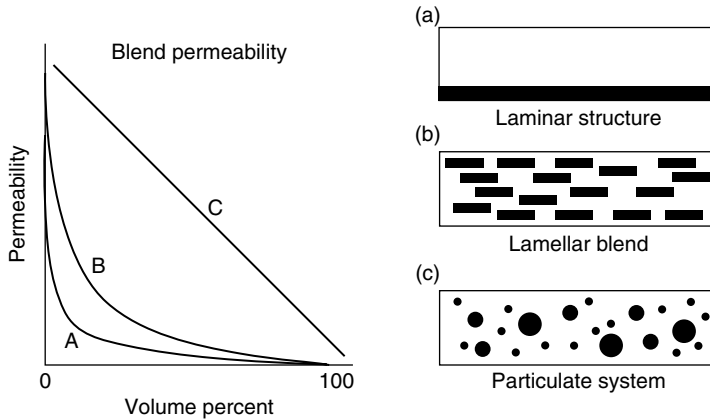 Blend permeability
Permeability
A
B
C
0
100
Volume percent
(a)
Laminar structure
(b)
Lamellar blend
(c)
Particulate system